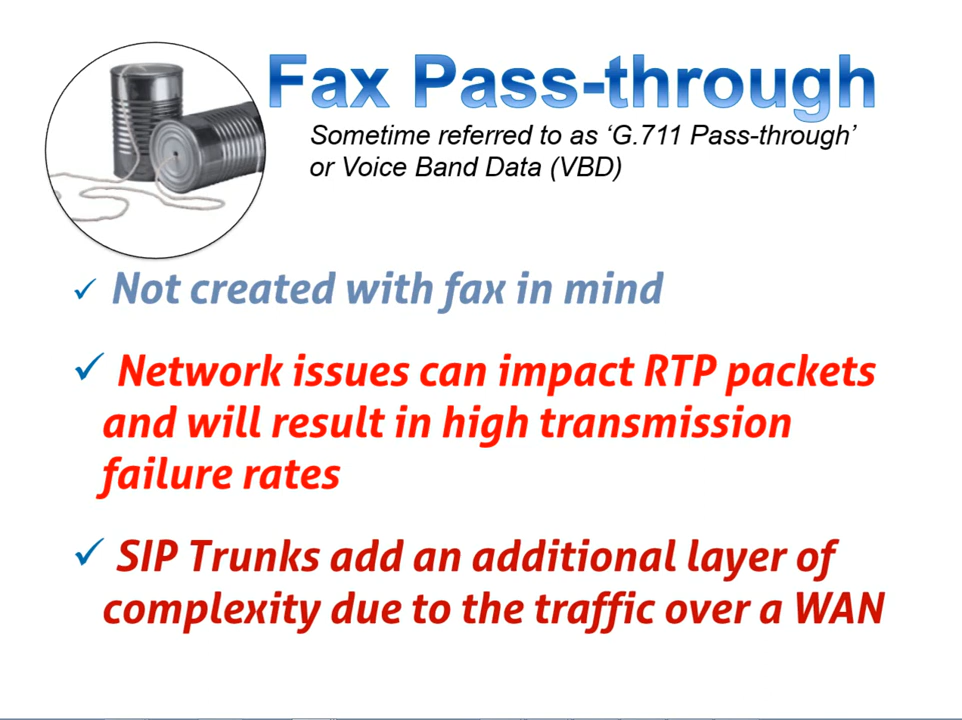 Fax Pass-through
Sometime referred to as ‘G.711 Pass-through’
or Voice Band Data (VBD)
✓ Not created with fax in mind
✓ Network issues can impact RTP packets
and will result in high transmission
failure rates
✓ SIP Trunks add an additional layer of
complexity due to the traffic over a WAN